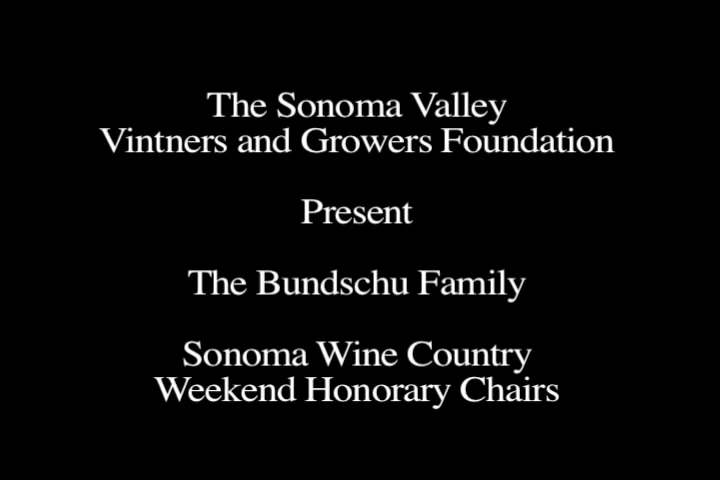 The Sonoma Valley
Vintners and Growers Foundation
Present
The Bundschu Family
Sonoma Wine Country
Weekend Honorary Chairs